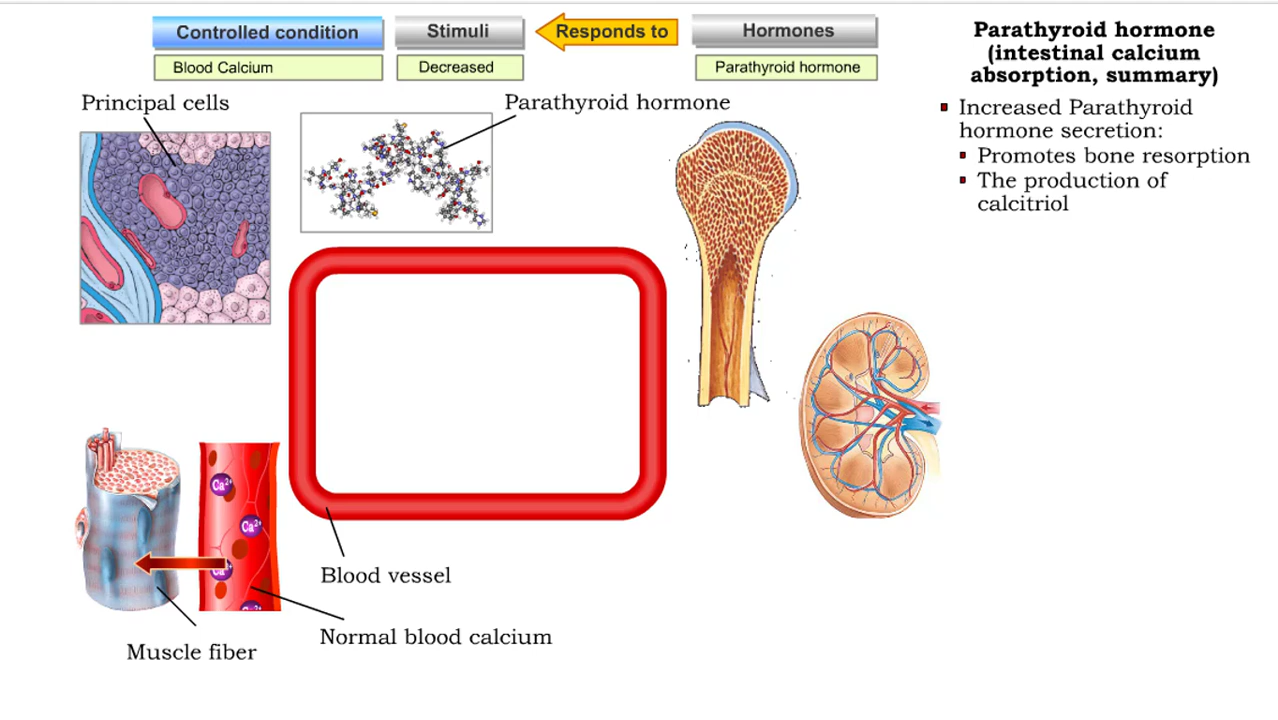 Controlled condition
Stimuli
Responds to
Hormones
Blood Calcium
Decreased
Parathyroid hormone
Parathyroid hormone
(intestinal calcium
absorption, summary)
Principal cells
Parathyroid hormone
Increased Parathyroid
hormone secretion:
Promotes bone resorption
The production of
calcitriol
Ca2+
Ca2+
Ca2+
Ca2+
Blood vessel
Normal blood calcium
Muscle fiber